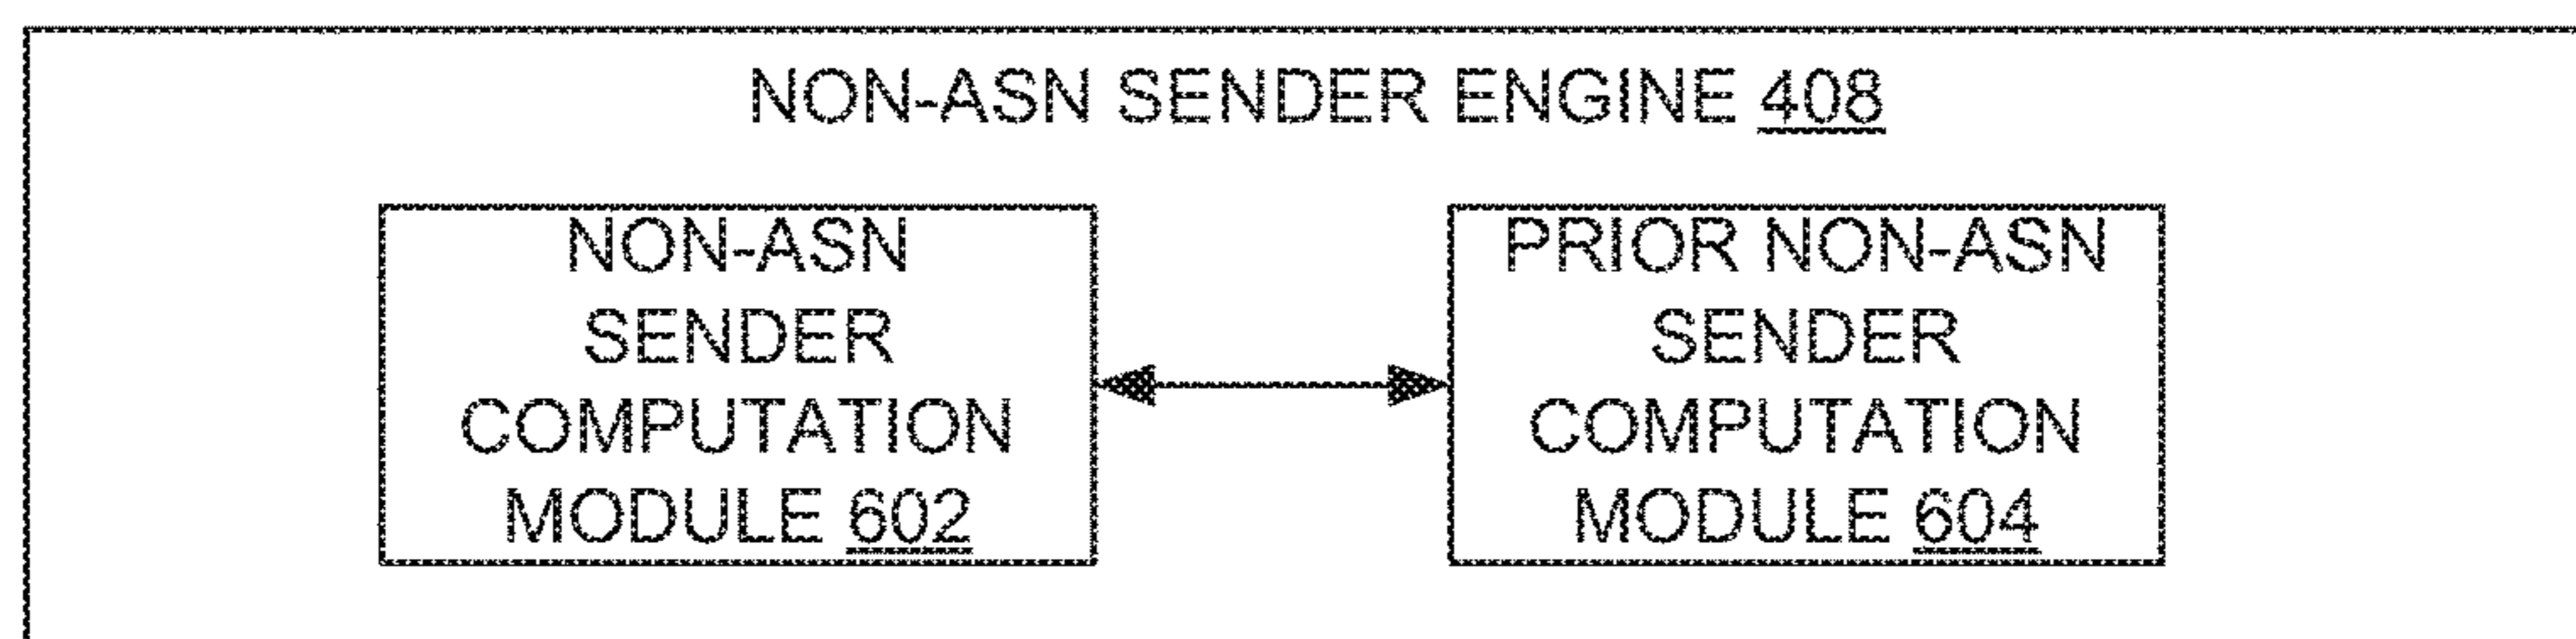 NON-ASN SENDER ENGINE 408
NON-ASN
SENDER
COMPUTATION
MODULE 602
PRIOR NON-ASN
SENDER
COMPUTATION
MODULE 604